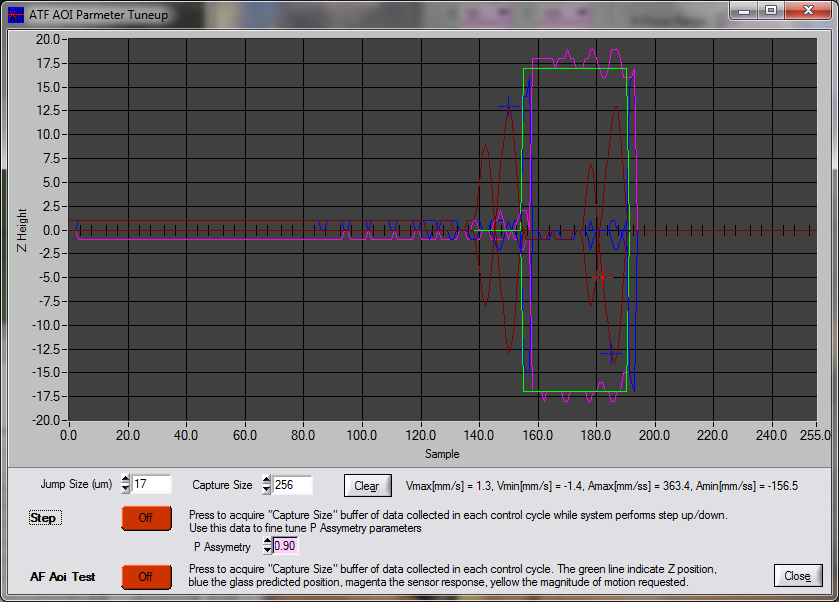 ATF AOI Parmeter Tuneup
20.0
17.5
15.0
12.5
10.0
7.5
5.0
2.5
0.0
-2.5
-5.0
-7.5
-10.0
-12.5
-15.0
-17.5
-20.0
Z Height
0.0 20.0 40.0 60.0 80.0 100.0 120.0 140.0 160.0 180.0 200.0 220.0 240.0 255.0
Sample
Jump Size (um) 17 Capture Size 256 Clear Vmax[mm/s] = 1.3, Vmin[mm/s] = -1.4, Amax[mm/ss] = 363.4, Amin[mm/ss] = -156.5
Step Off Press to acquire "Capture Size" buffer of data collected in each control cycle while system performs step up/down.
Use this data to fine tune P Assymetry parameters
P Assymetry 0.90
AF Aoi Test Off Press to acquire "Capture Size" buffer of data collected in each control cycle. The green line indicate Z position,
blue the glass predicted position, magenta the sensor response, yellow the magnitude of motion requested.
Close